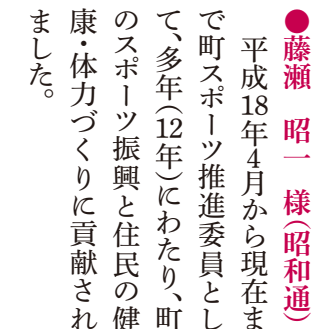 ●藤瀬　昭一　様(昭和通)
平成18年4月から現在ま
で町スポーツ推進委員とし
て、多年(12年)にわたり、町
のスポーツ振興と住民の健
康・体力づくりに貢献され
ました。